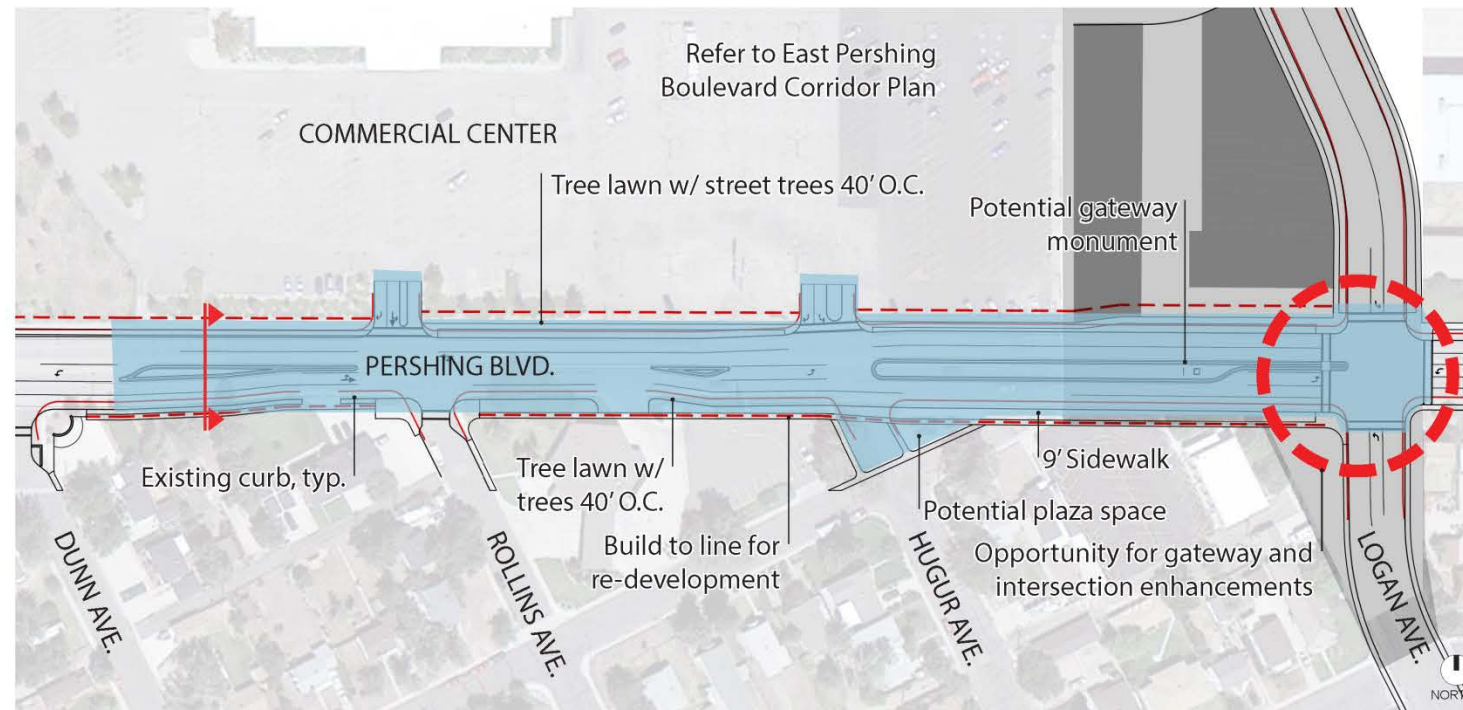 Refer to East Pershing
Boulevard Corridor Plan
COMMERCIAL CENTER
Tree lawn w/ street trees 40' O.C.
Potential gateway
monument
PERSHING BLVD.
Existing curb, typ.
Tree lawn w/
trees 40' O.C.
9' Sidewalk
Build to line for
re-development
Potential plaza space
Opportunity for gateway and
intersection enhancements
DUNN AVE.
ROLLINS AVE.
HUGUR AVE.
LOGAN AVE.